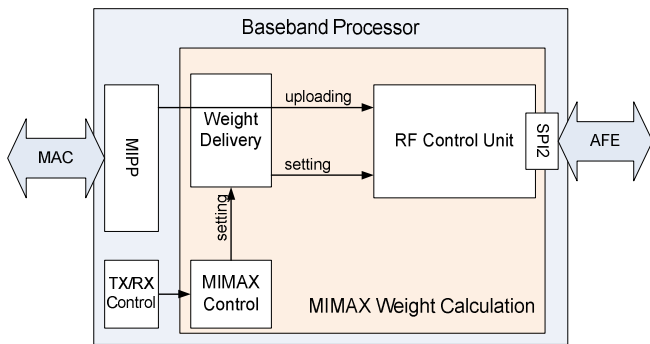 Baseband Processor
MAC
MIPP
Weight
Delivery
uploading
setting
RF Control Unit
SPI2
AFE
setting
TX/RX
Control
MIMAX
Control
MIMAX Weight Calculation